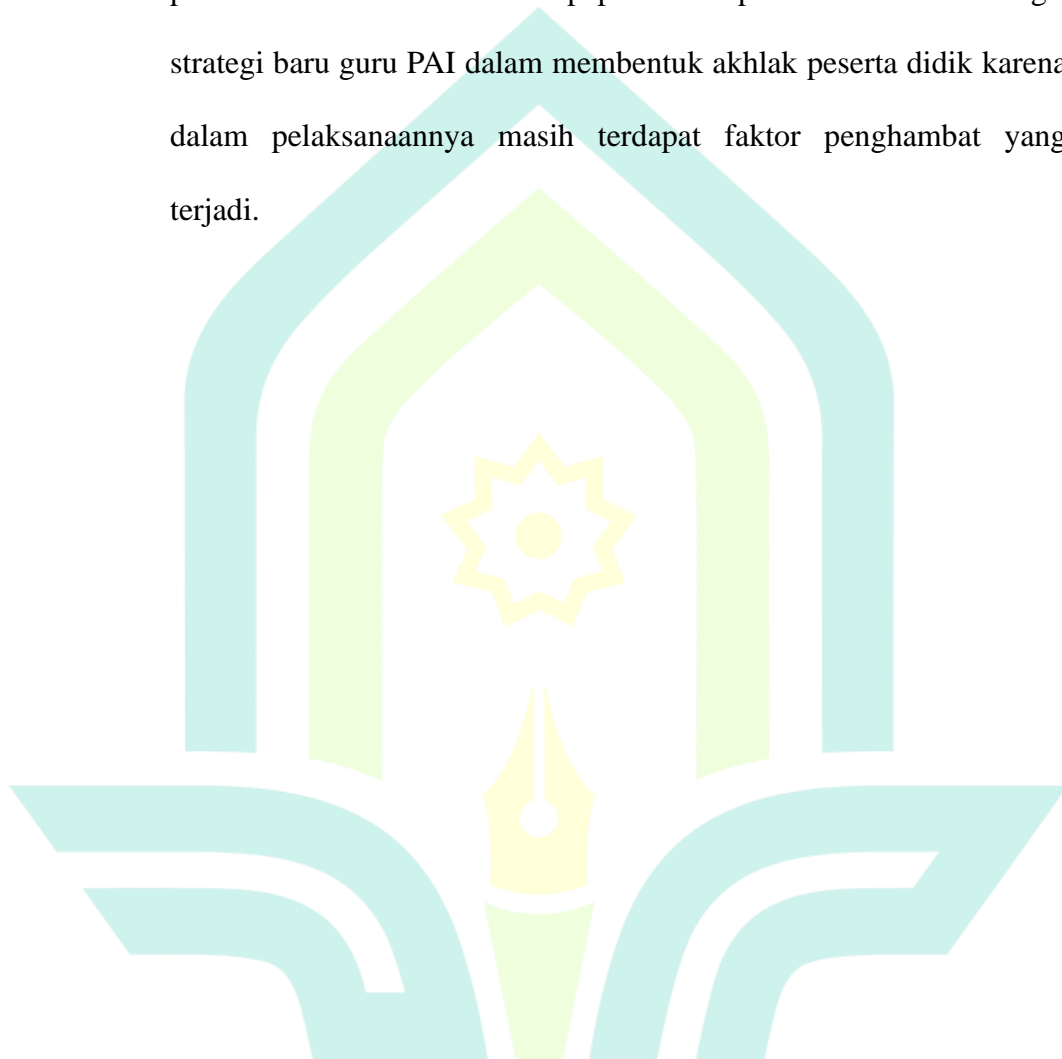 strategi baru guru PAI dalam membentuk akhlak peserta didik karena
dalam pelaksanaannya masih terdapat faktor penghambat yang
terjadi.